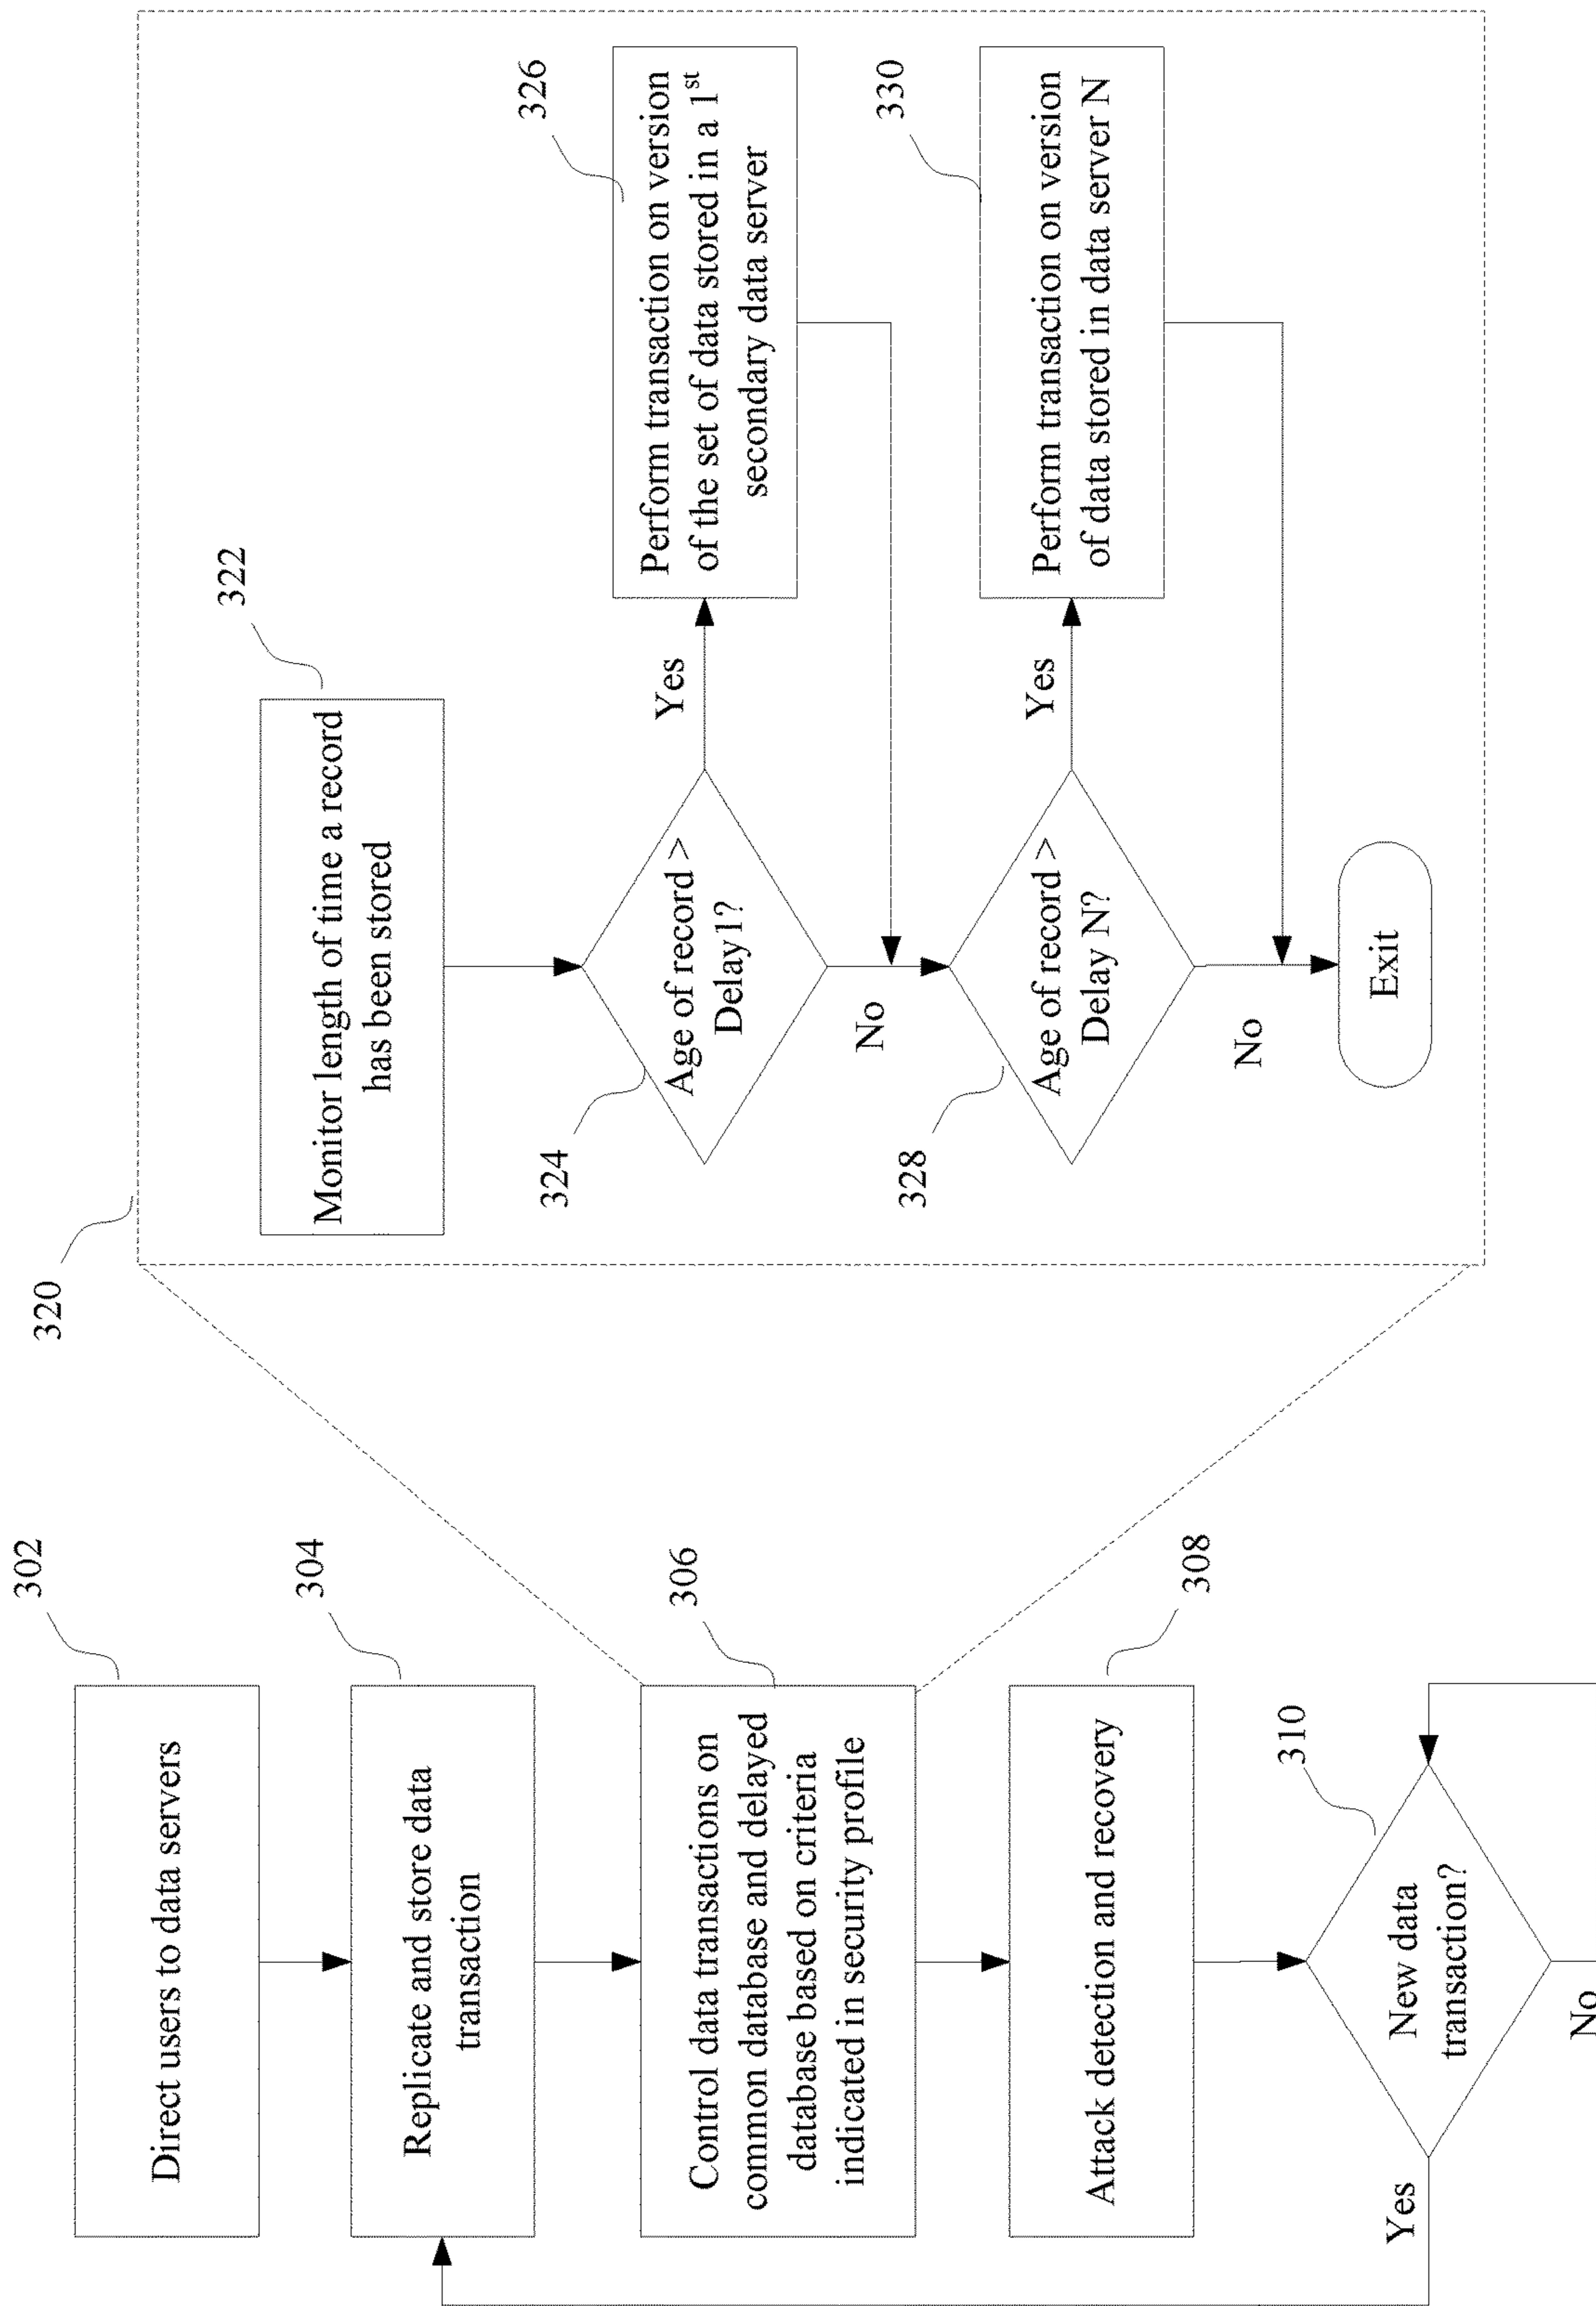 302
Direct users to data servers
304
Replicate and store data
transaction
306
Control data transactions on
common database and delayed
database based on criteria
indicated in security profile
308
Attack detection and recovery
310
New data
transaction?
Yes
No
320
322
Monitor length of time a record
has been stored
324
Age of record >
Delay1?
Yes
No
326
Perform transaction on version
of the set of data stored in a 1st
secondary data server
328
Age of record >
Delay N?
Yes
No
330
Perform transaction on version
of data stored in data server N
Exit